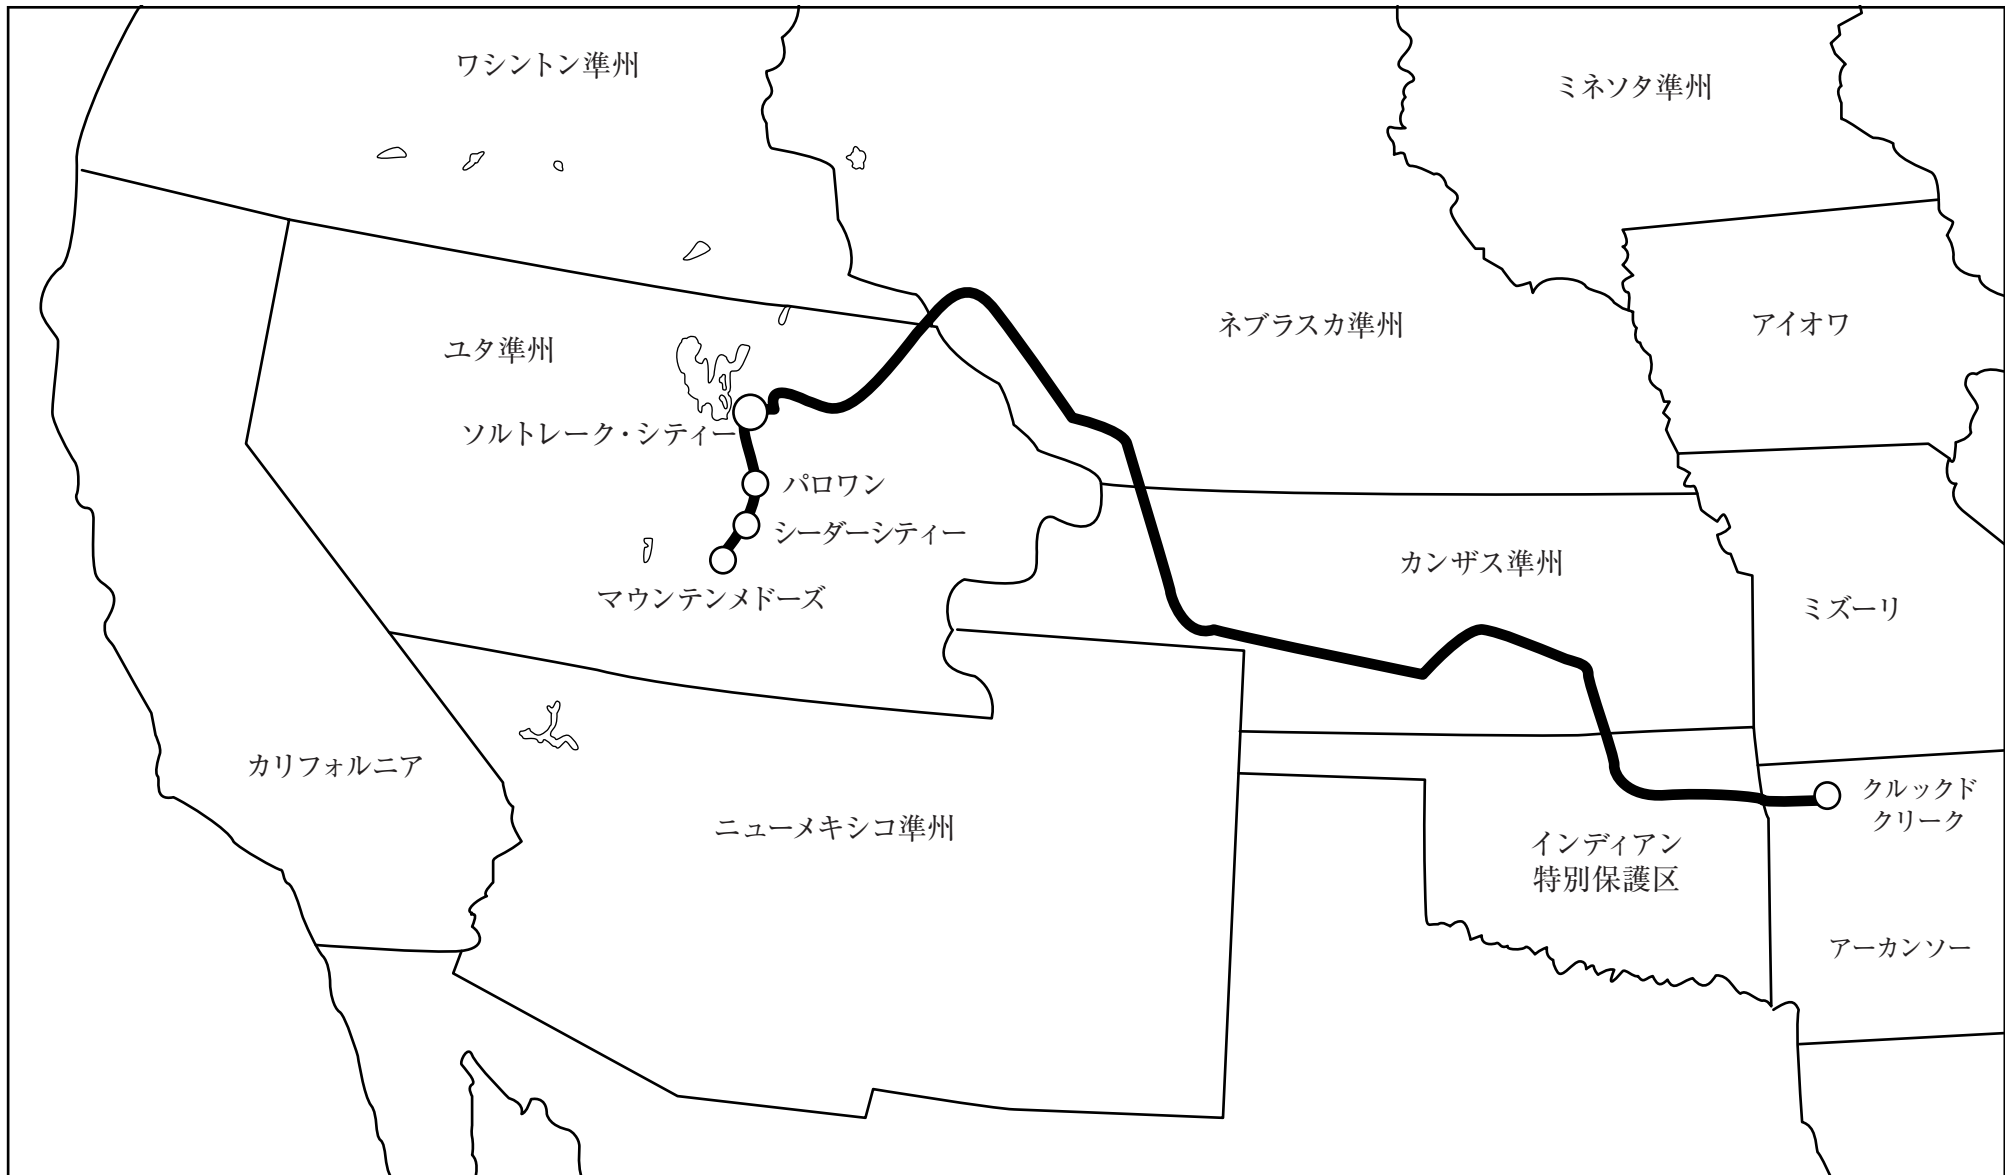 ワシントン準州
ミネソタ準州
ネブラスカ準州
アイオワ
ユタ準州
ソルトレーク・シティー
パロワン
シーダーシティー
マウンテンメドーズ
カンザス準州
ミズーリ
カリフォルニア
ニューメキシコ準州
クルックド
クリーク
インディアン
特別保護区
アーカンソー